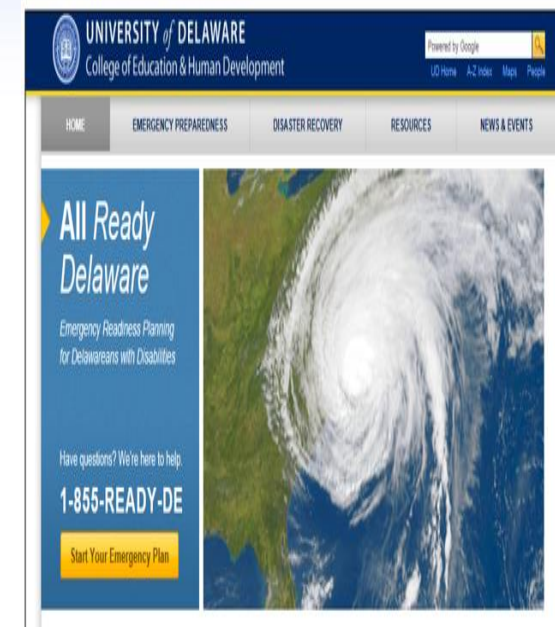 UNIVERSITY of DELAWARE
College of Education & Human Development
Powered by Google
UD Home A-Z Index Maps People
HOME EMERGENCY PREPAREDNESS DISASTER RECOVERY RESOURCES NEWS & EVENTS
All Ready
Delaware
Emergency Readiness Planning
for Delawareans with Disabilities
Have questions? We're here to help.
1-855-READY-DE
Start Your Emergency Plan